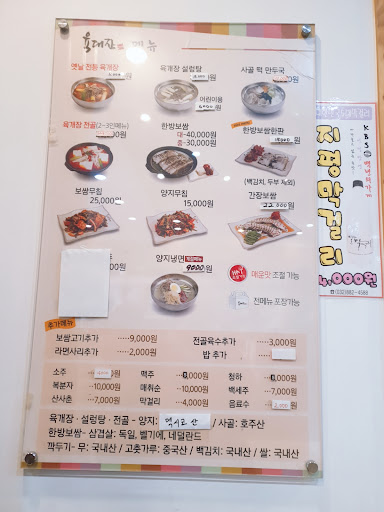 육대장 메뉴
옛날 전통 육개장
육개장 설렁탕
사골 떡 만두국
어린이용
육개장 전골(2~3인메뉴)
한방보쌈
대-40,000원
중-30,000원
한방보쌈한판
(백김치, 두부 제외)
보쌈무침
25,000원
양지무침
15,000원
간장보쌈
양지냉면
9000원
HOT
매운맛 조절 가능
전메뉴 포장가능
추가메뉴
보쌈고기추가 ·····9,000원
전골육수추가 ·····3,000원
라면사리추가 ·····2,000원
밥 추가
소주
맥주
청하
복분자 ···10,000원
매취순 ···10,000원
백세주 ···7,000원
산사춘 ···7,000원
막걸리 ···4,000원
음료수
육개장 · 설렁탕 · 전골 - 양지: 멕시코 산 / 사골: 호주산
한방보쌈- 삼겹살: 독일, 벨기에, 네덜란드
깍두기- 무: 국내산 / 고춧가루: 중국산 / 백김치: 국내산 / 쌀: 국내산
KBS
지평막걸리
4,000원